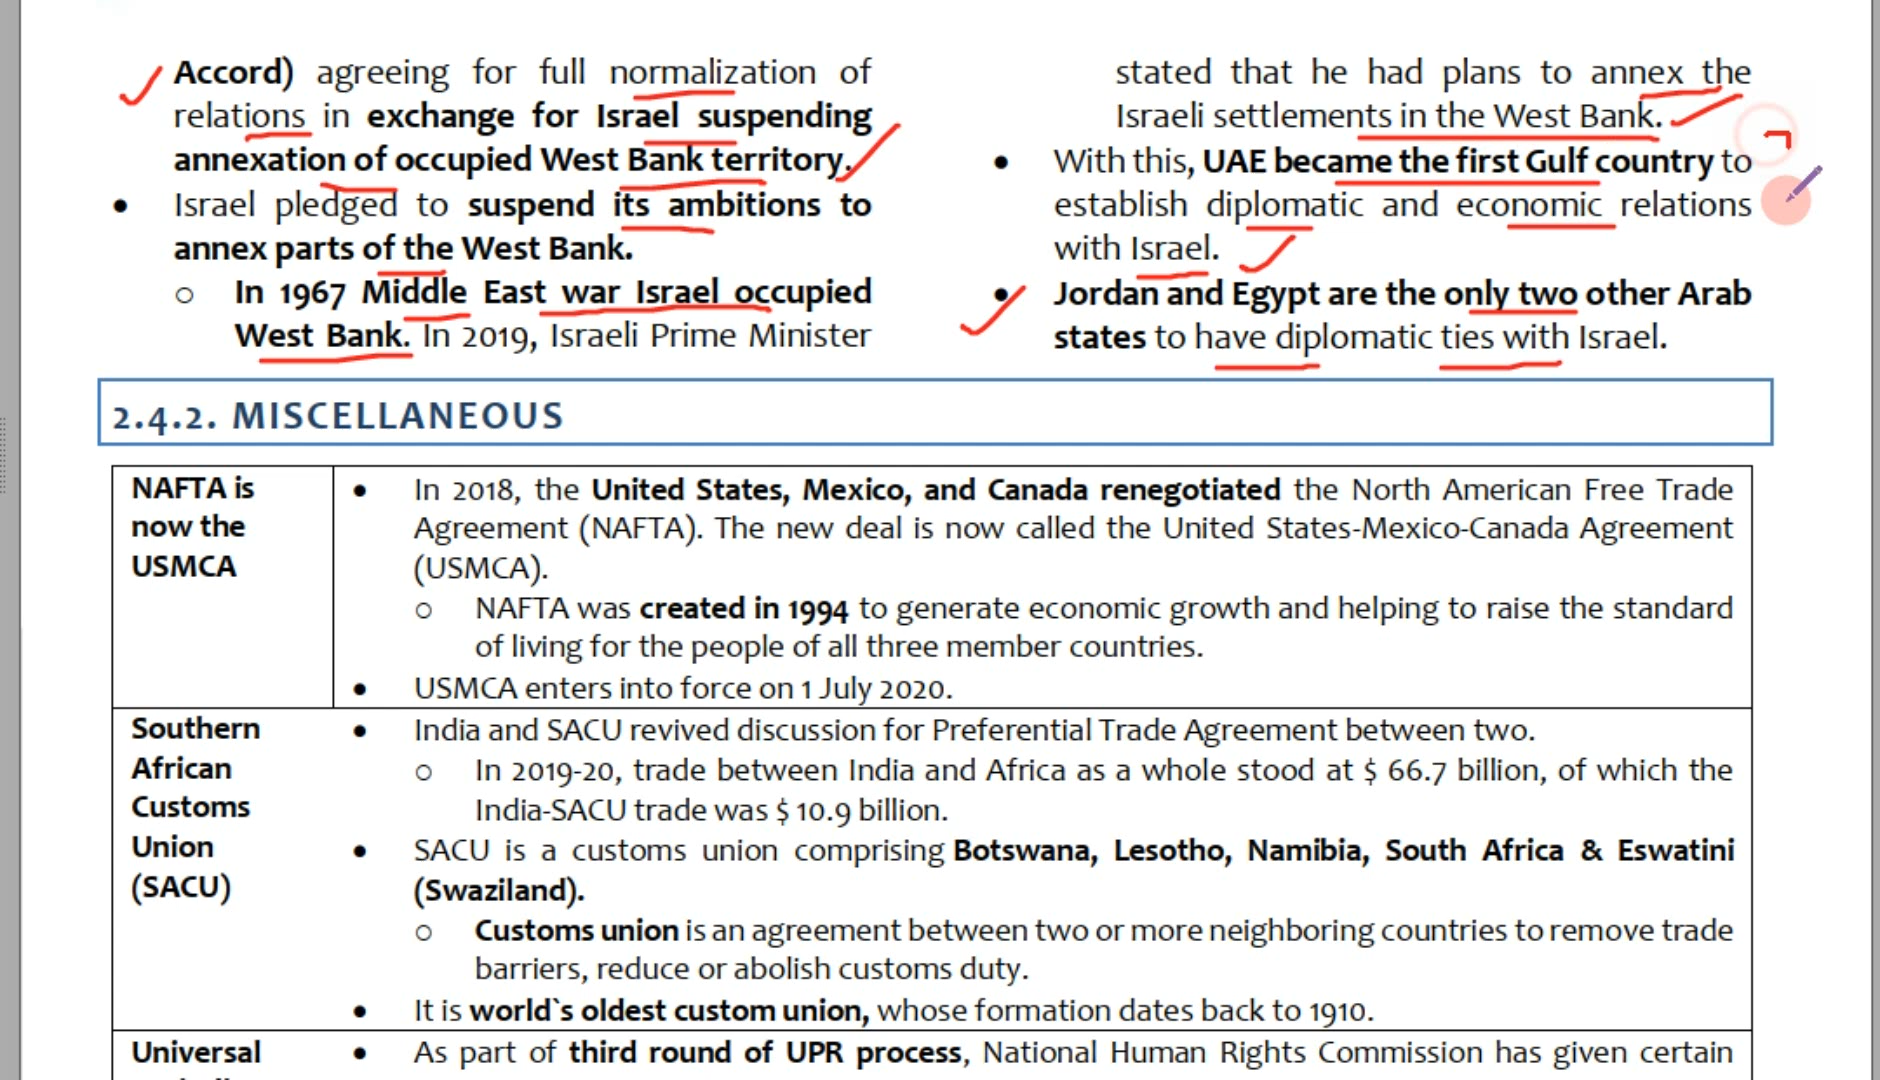 Accord) agreeing for full normalization of
relations in exchange for Israel suspending
annexation of occupied West Bank territory.
• Israel pledged to suspend its ambitions to
annex parts of the West Bank.
o In 1967 Middle East war Israel occupied
West Bank. In 2019, Israeli Prime Minister
stated that he had plans to annex the
Israeli settlements in the West Bank.
• With this, UAE became the first Gulf country to
establish diplomatic and economic relations
with Israel.
• Jordan and Egypt are the only two other Arab
states to have diplomatic ties with Israel.
2.4.2. MISCELLANEOUS
NAFTA is
now the
USMCA
• In 2018, the United States, Mexico, and Canada renegotiated the North American Free Trade
Agreement (NAFTA). The new deal is now called the United States-Mexico-Canada Agreement
(USMCA).
o NAFTA was created in 1994 to generate economic growth and helping to raise the standard
of living for the people of all three member countries.
• USMCA enters into force on 1 July 2020.
Southern
African
Customs
Union
(SACU)
• India and SACU revived discussion for Preferential Trade Agreement between two.
o In 2019-20, trade between India and Africa as a whole stood at $ 66.7 billion, of which the
India-SACU trade was $ 10.9 billion.
• SACU is a customs union comprising Botswana, Lesotho, Namibia, South Africa & Eswatini
(Swaziland).
o Customs union is an agreement between two or more neighboring countries to remove trade
barriers, reduce or abolish customs duty.
• It is world`s oldest custom union, whose formation dates back to 1910.
Universal
• As part of third round of UPR process, National Human Rights Commission has given certain